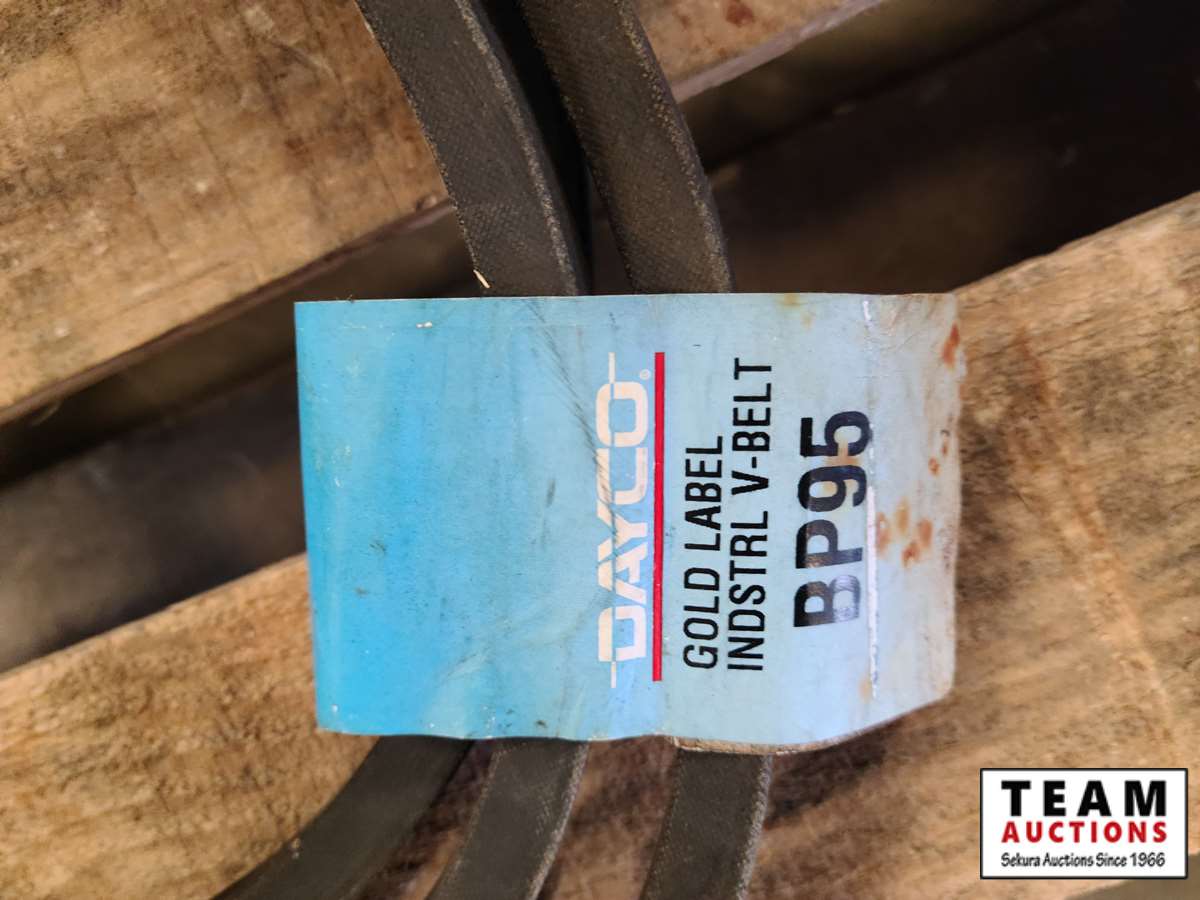 DAYCO®
GOLD LABEL
INDSTRL V-BELT
BP95
TEAM
AUCTIONS
Sekura Auctions Since 1966